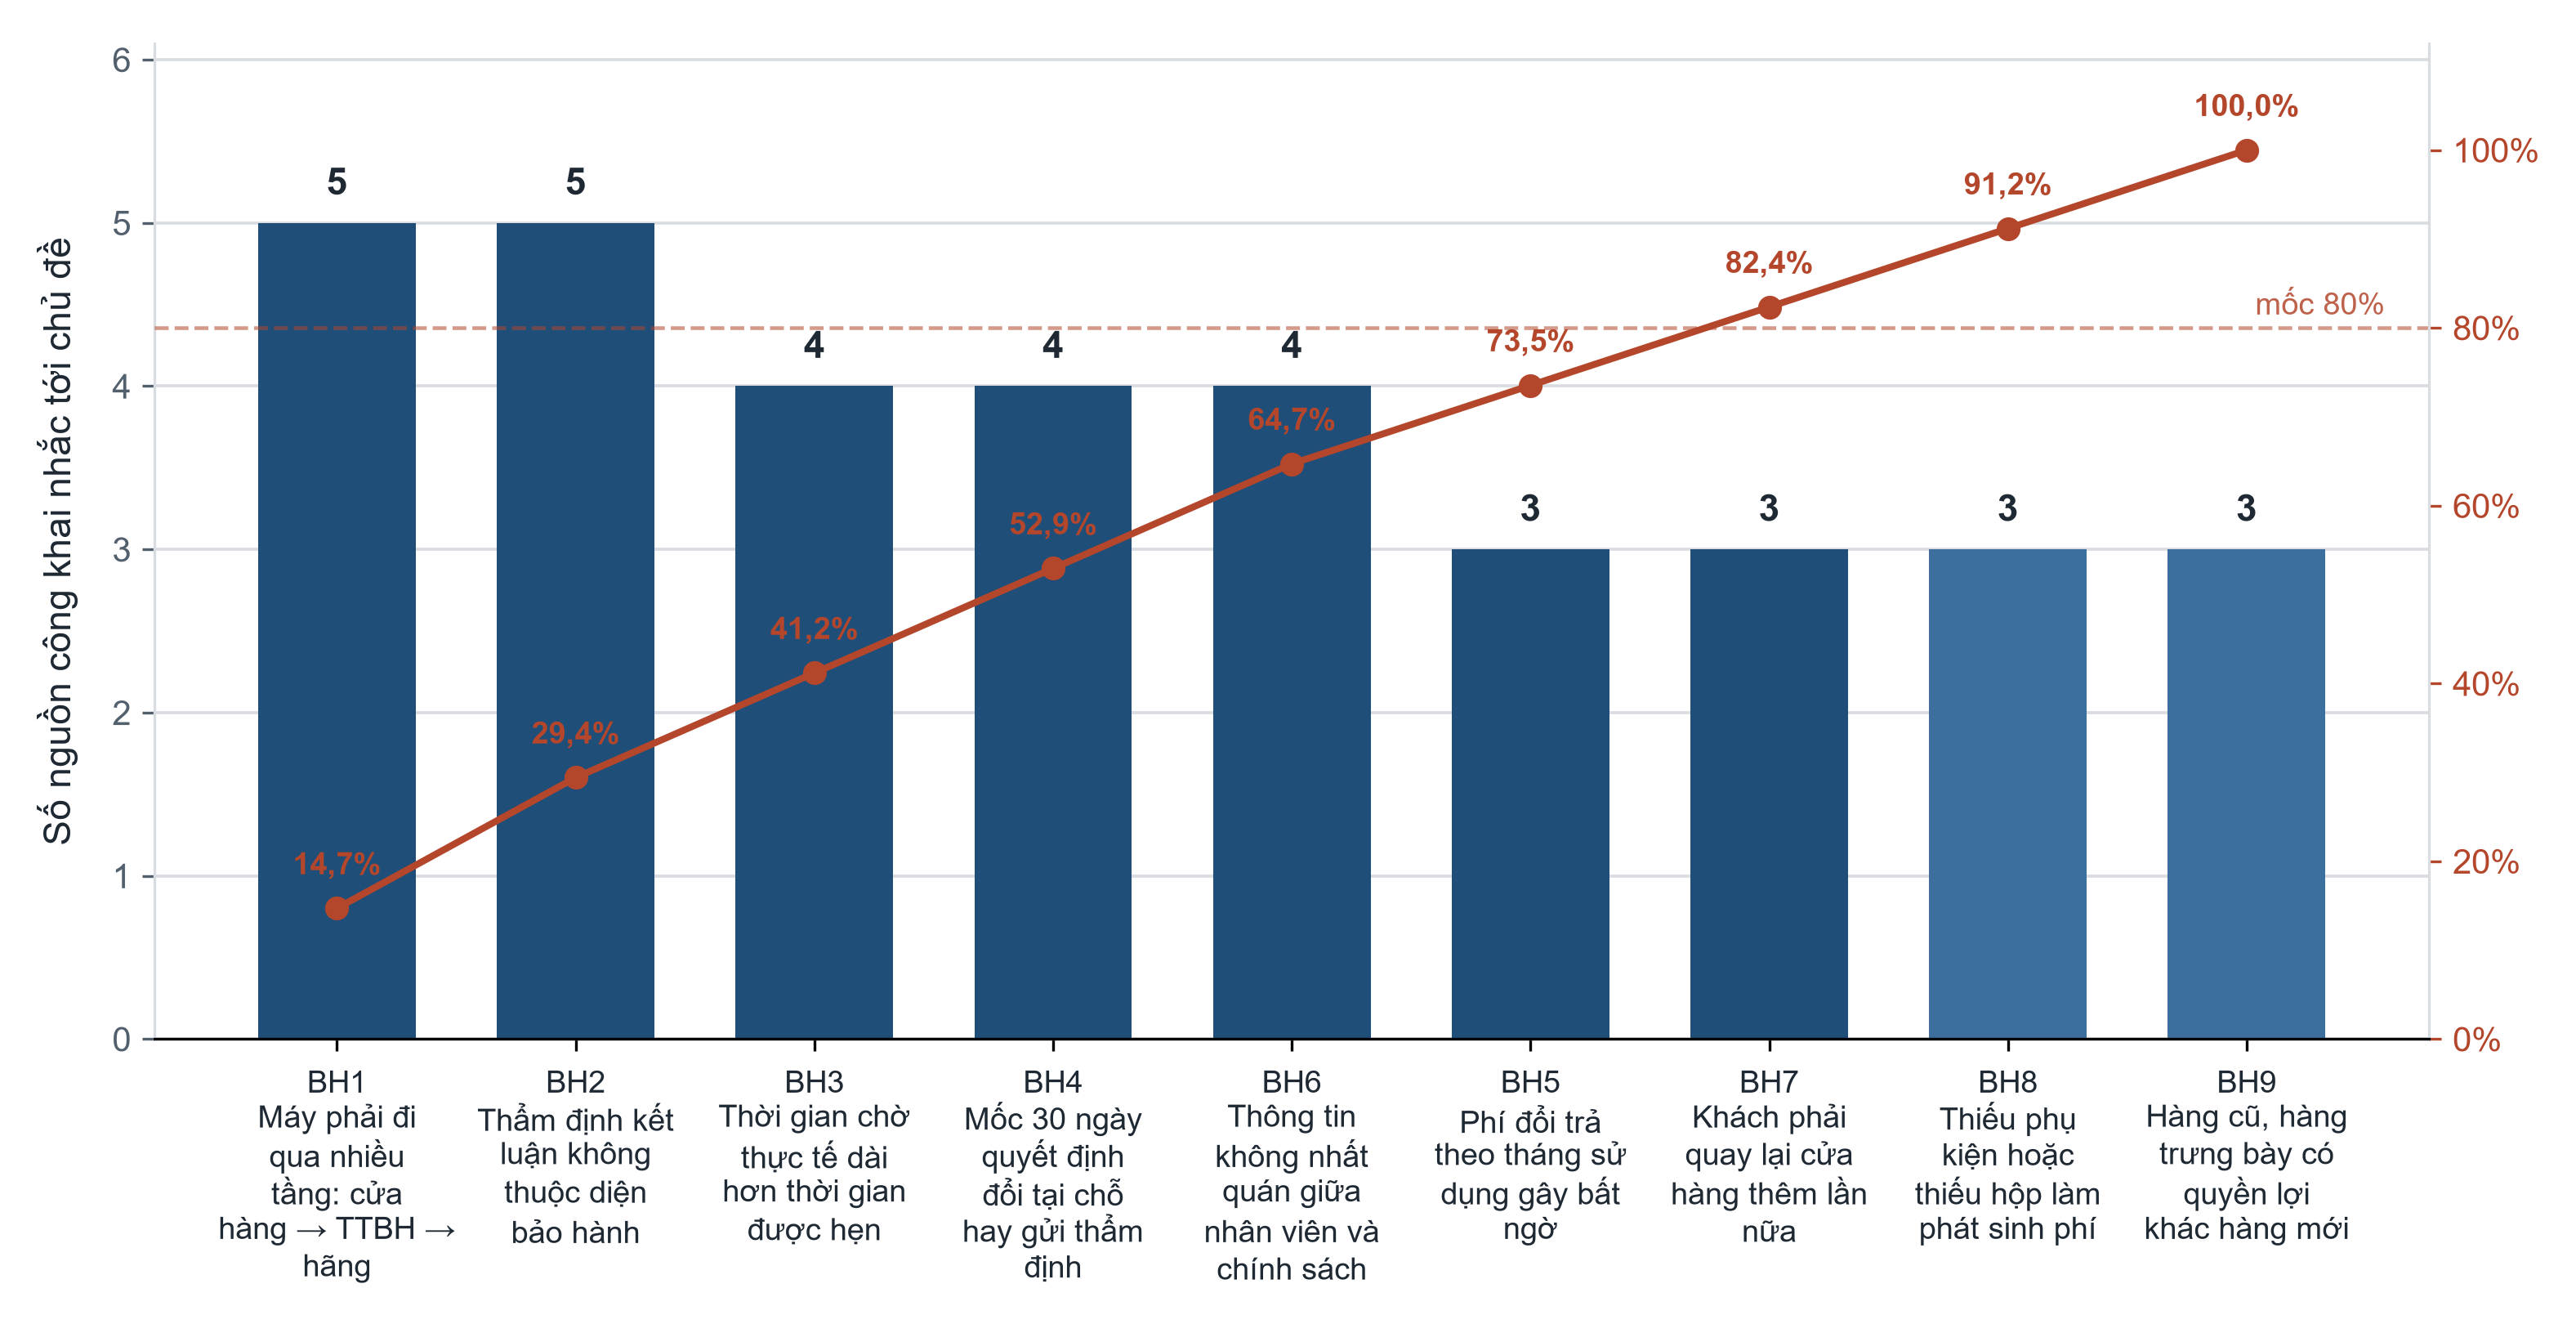 Số nguồn công khai nhắc tới chủ đề
6
5
4
3
2
1
0
5
5
4
4
4
3
3
3
3
14,7%
29,4%
41,2%
52,9%
64,7%
73,5%
82,4%
91,2%
100,0%
mốc 80%
100%
80%
60%
40%
20%
0%
BH1
Máy phải đi
qua nhiều
tầng: cửa
hàng → TTBH →
hãng
BH2
Thẩm định kết
luận không
thuộc diện
bảo hành
BH3
Thời gian chờ
thực tế dài
hơn thời gian
được hẹn
BH4
Mốc 30 ngày
quyết định
đổi tại chỗ
hay gửi thẩm
định
BH6
Thông tin
không nhất
quán giữa
nhân viên và
chính sách
BH5
Phí đổi trả
theo tháng sử
dụng gây bất
ngờ
BH7
Khách phải
quay lại cửa
hàng thêm lần
nữa
BH8
Thiếu phụ
kiện hoặc
thiếu hộp làm
phát sinh phí
BH9
Hàng cũ, hàng
trưng bày có
quyền lợi
khác hàng mới